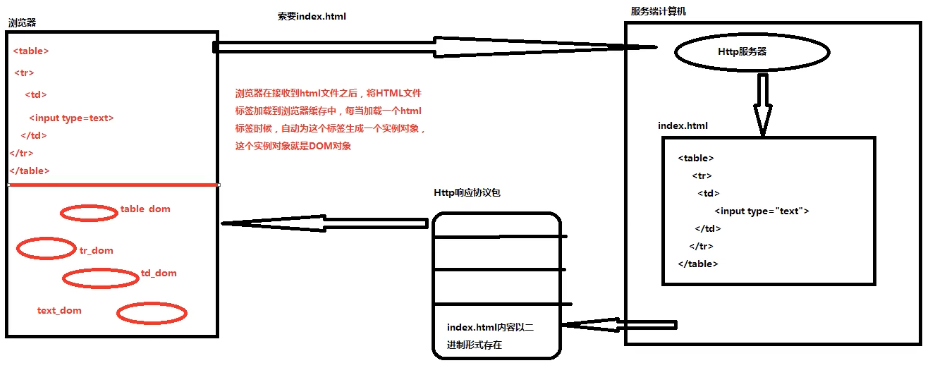 浏览器
<table>
<tr>
<td>
<input type=text>
</td>
</tr>
</table>
table_dom
tr_dom
td_dom
text_dom
索要index.html
浏览器在接收到html文件之后，将HTML文件
标签加载到浏览器缓存中，每当加载一个html
标签时候，自动为这个标签生成一个实例对象，
这个实例对象就是DOM对象
Http响应协议包
index.html内容以二
进制形式存在
服务端计算机
Http服务器
index.html
<table>
<tr>
<td>
<input type="text">
</td>
</tr>
</table>